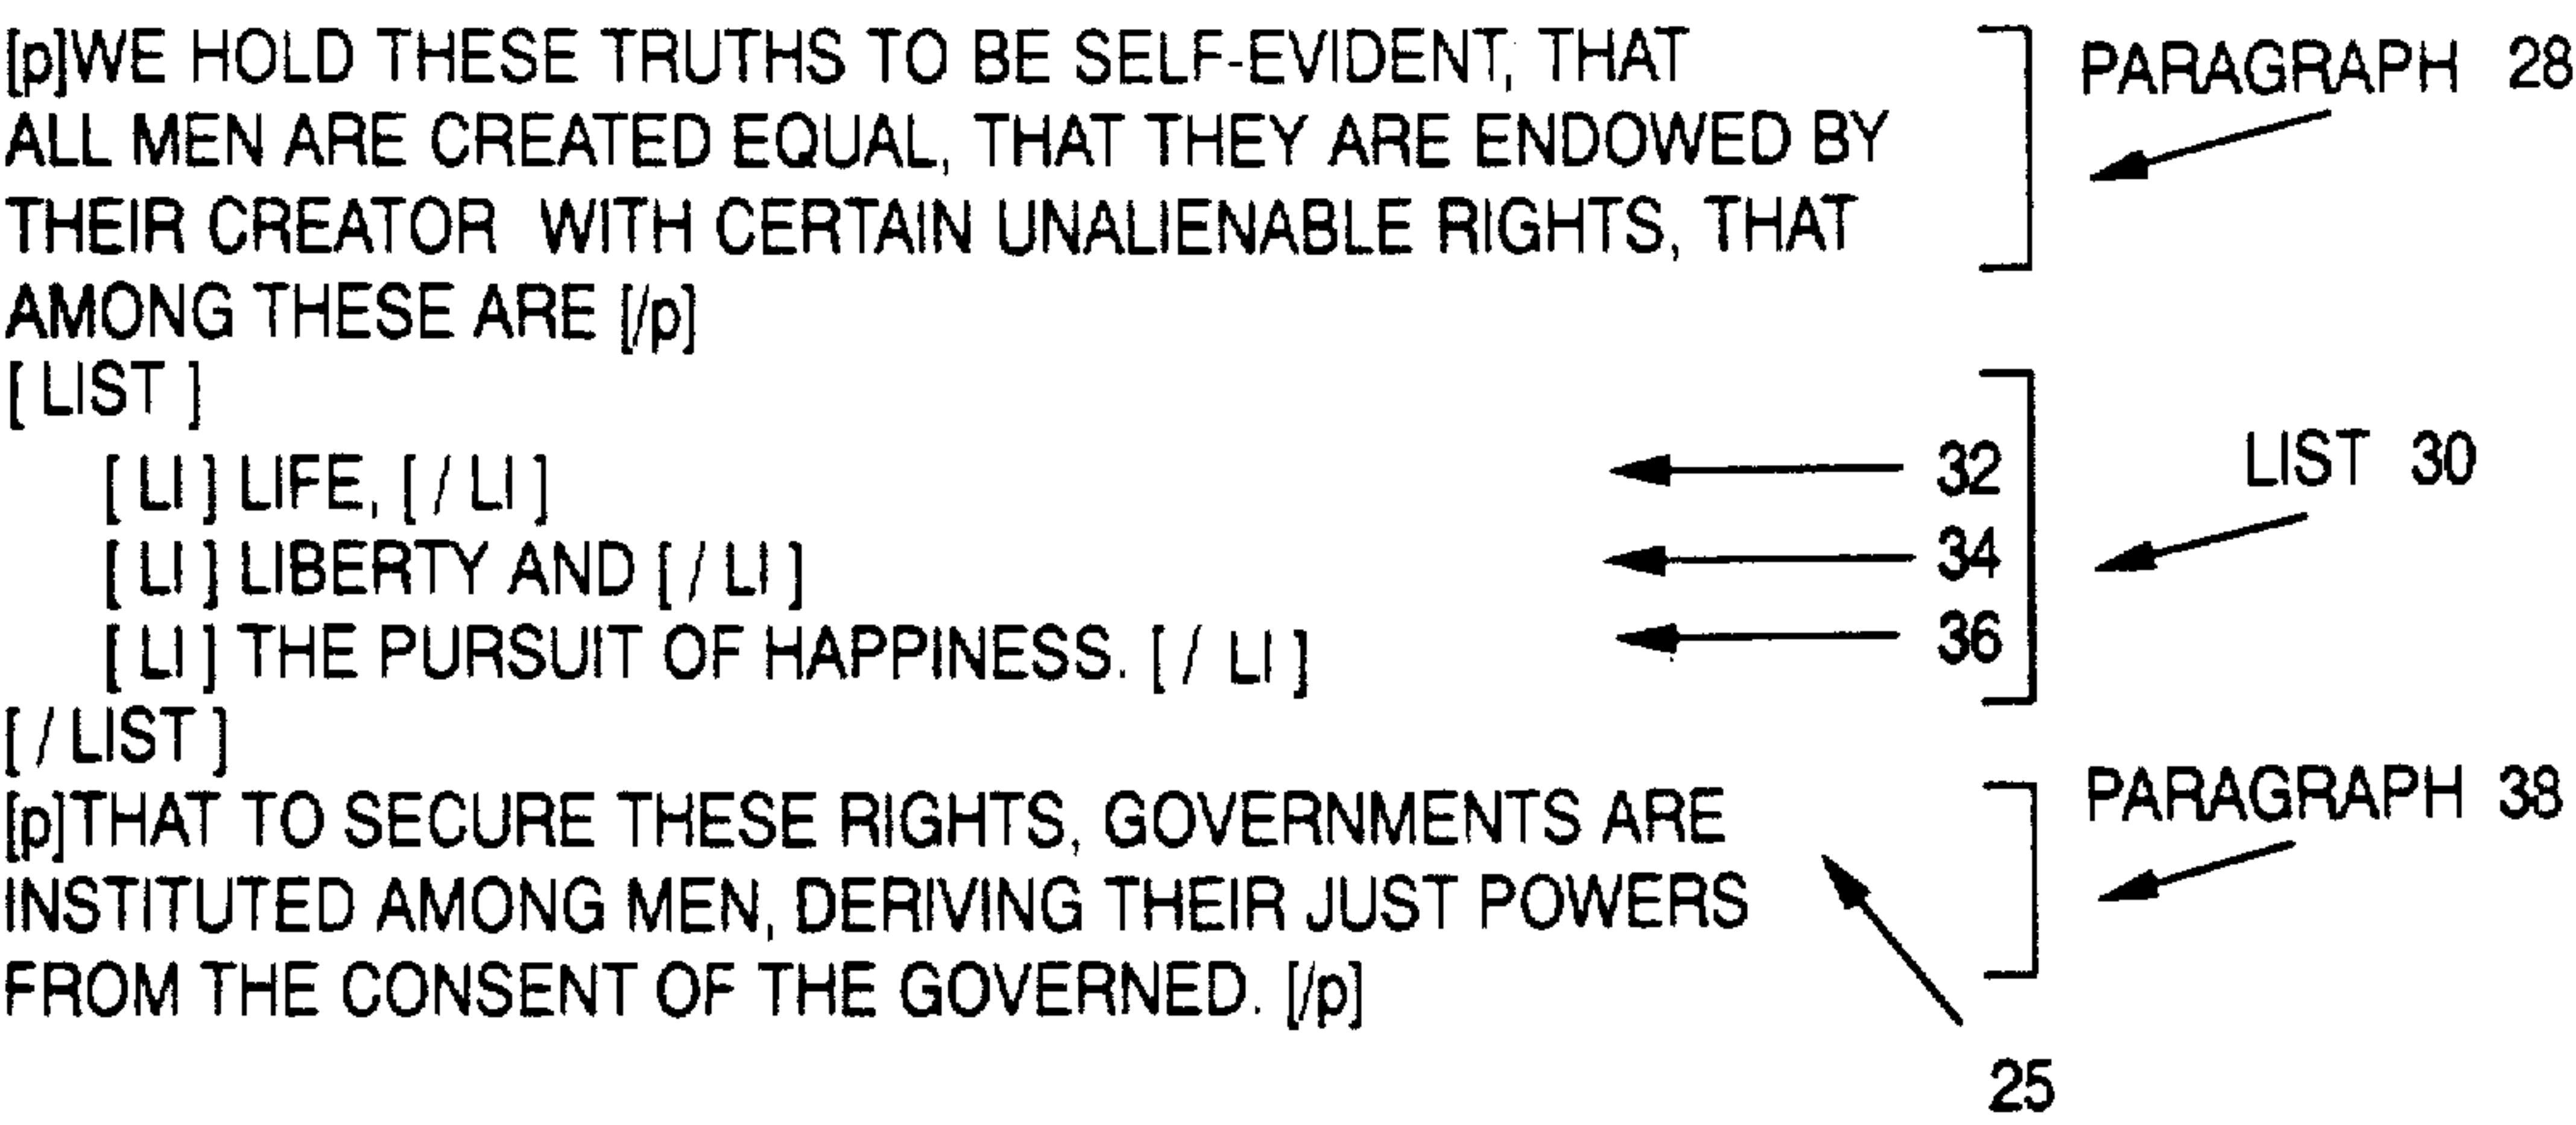 [p]WE HOLD THESE TRUTHS TO BE SELF-EVIDENT, THAT
ALL MEN ARE CREATED EQUAL, THAT THEY ARE ENDOWED BY
THEIR CREATOR WITH CERTAIN UNALIENABLE RIGHTS, THAT
AMONG THESE ARE [/p]
PARAGRAPH 28
[ LIST ]
[ LI ] LIFE, [ / LI ]
32
[ LI ] LIBERTY AND [ / LI ]
34
[ LI ] THE PURSUIT OF HAPPINESS. [ / LI ]
36
LIST 30
[ / LIST ]
[p]THAT TO SECURE THESE RIGHTS, GOVERNMENTS ARE
INSTITUTED AMONG MEN, DERIVING THEIR JUST POWERS
FROM THE CONSENT OF THE GOVERNED. [/p]
PARAGRAPH 38
25